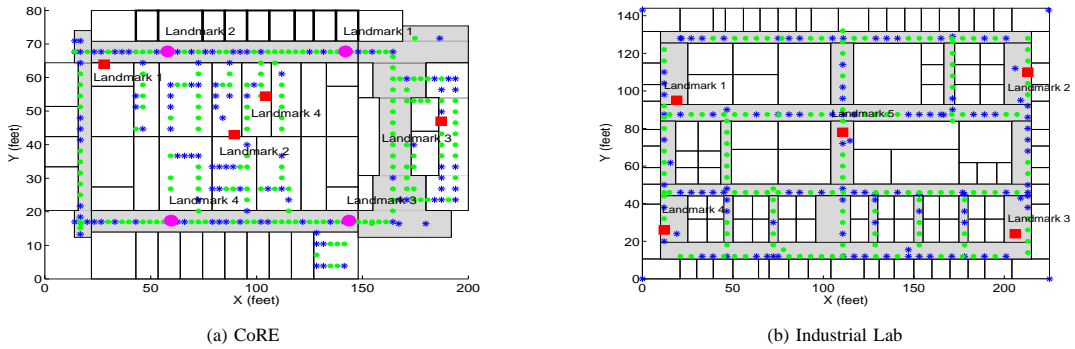 80
70
60
50
40
30
20
10
0
Y (feet)
Landmark 2
Landmark 1
Landmark 1
Landmark 4
Landmark 3
Landmark 2
Landmark 4
Landmark 3
0 50 100 150 200
X (feet)
(a) CoRE
140
120
100
80
60
40
20
0
Y (feet)
Landmark 1
Landmark 2
Landmark 5
Landmark 4
Landmark 3
0 50 100 150 200
X (feet)
(b) Industrial Lab